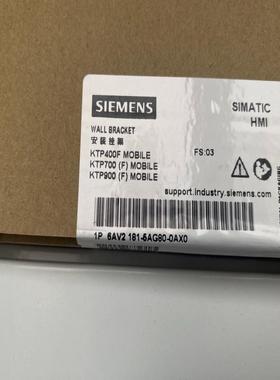 SIEMENS
SIMATIC
HMI
WALL BRACKET
安装挂架
KTP400F MOBILE
FS:03
KTP700 (F) MOBILE
KTP900 (F) MOBILE
support.industry.siemens.com
1P 6AV2 181-5AG80-0AX0